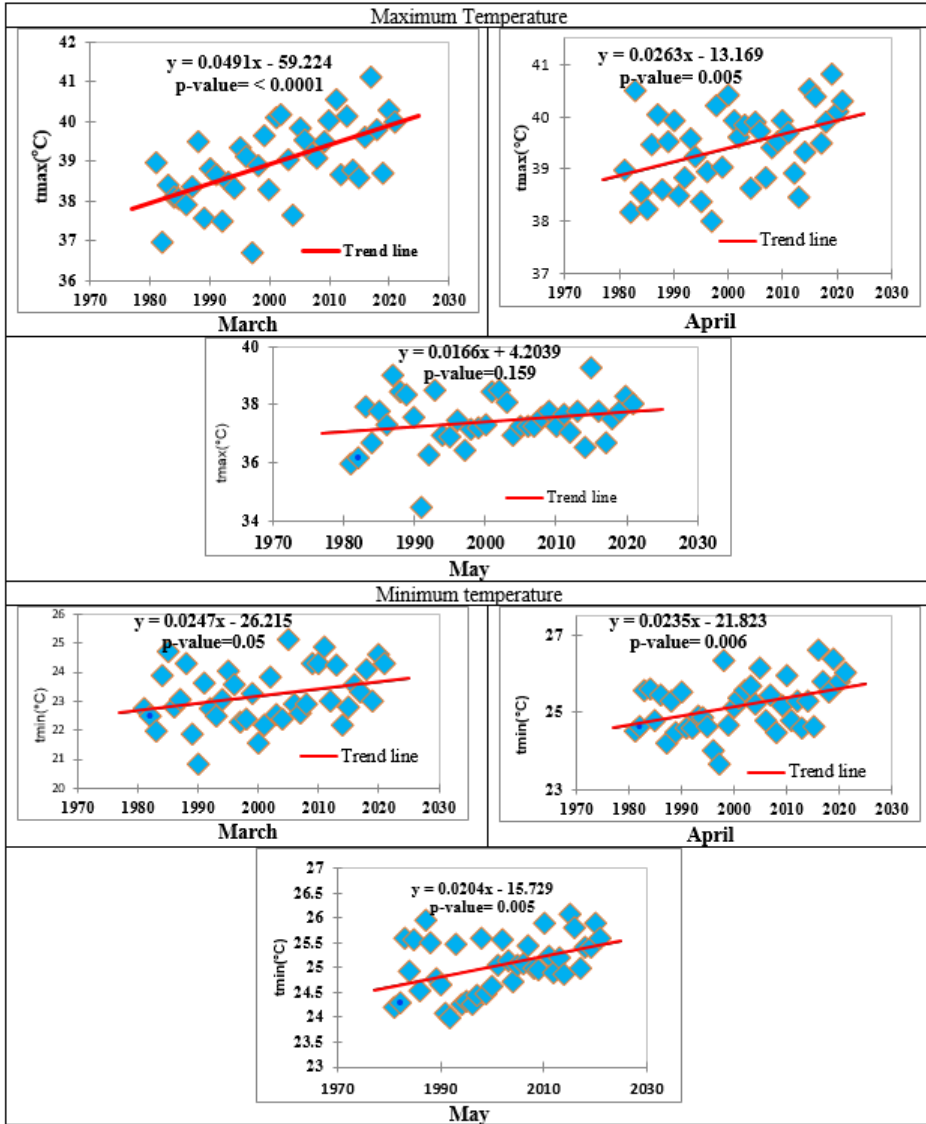 Maximum Temperature
y = 0.0491x - 59.224
p-value= < 0.0001
tmax(°C)
42
41
40
39
38
37
36
1970 1980 1990 2000 2010 2020 2030
Trend line
March
y = 0.0263x - 13.169
p-value= 0.005
tmax(°C)
41
40
39
38
37
1970 1980 1990 2000 2010 2020 2030
Trend line
April
y = 0.0166x + 4.2039
p-value=0.159
tmax(°C)
40
38
36
34
1970 1980 1990 2000 2010 2020 2030
Trend line
May
Minimum temperature
y = 0.0247x - 26.215
p-value=0.05
tmin(°C)
26
25
24
23
22
21
20
1970 1980 1990 2000 2010 2020 2030
Trend line
March
y = 0.0235x - 21.823
p-value= 0.006
tmin(°C)
27
25
23
1970 1980 1990 2000 2010 2020 2030
Trend line
April
y = 0.0204x - 15.729
p-value= 0.005
tmin(°C)
27
26.5
26
25.5
25
24.5
24
23.5
23
1970 1990 2010 2030
May